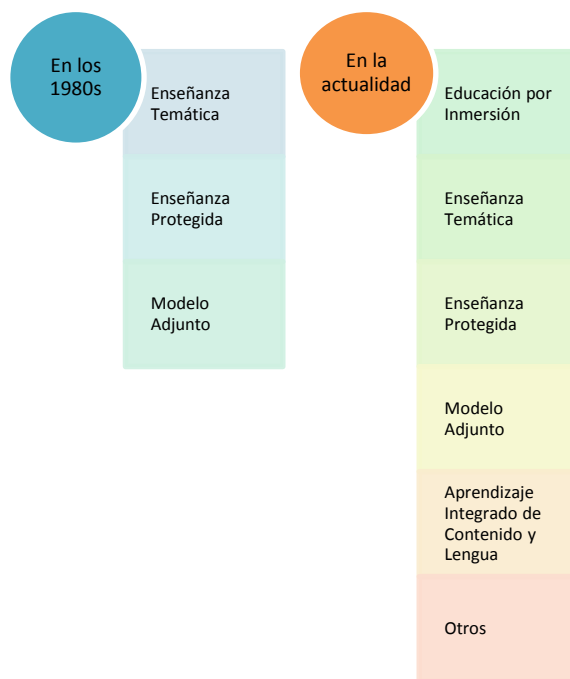 En los
1980s
Enseñanza
Temática
Enseñanza
Protegida
Modelo
Adjunto
En la
actualidad
Educación por
Inmersión
Enseñanza
Temática
Enseñanza
Protegida
Modelo
Adjunto
Aprendizaje
Integrado de
Contenido y
Lengua
Otros